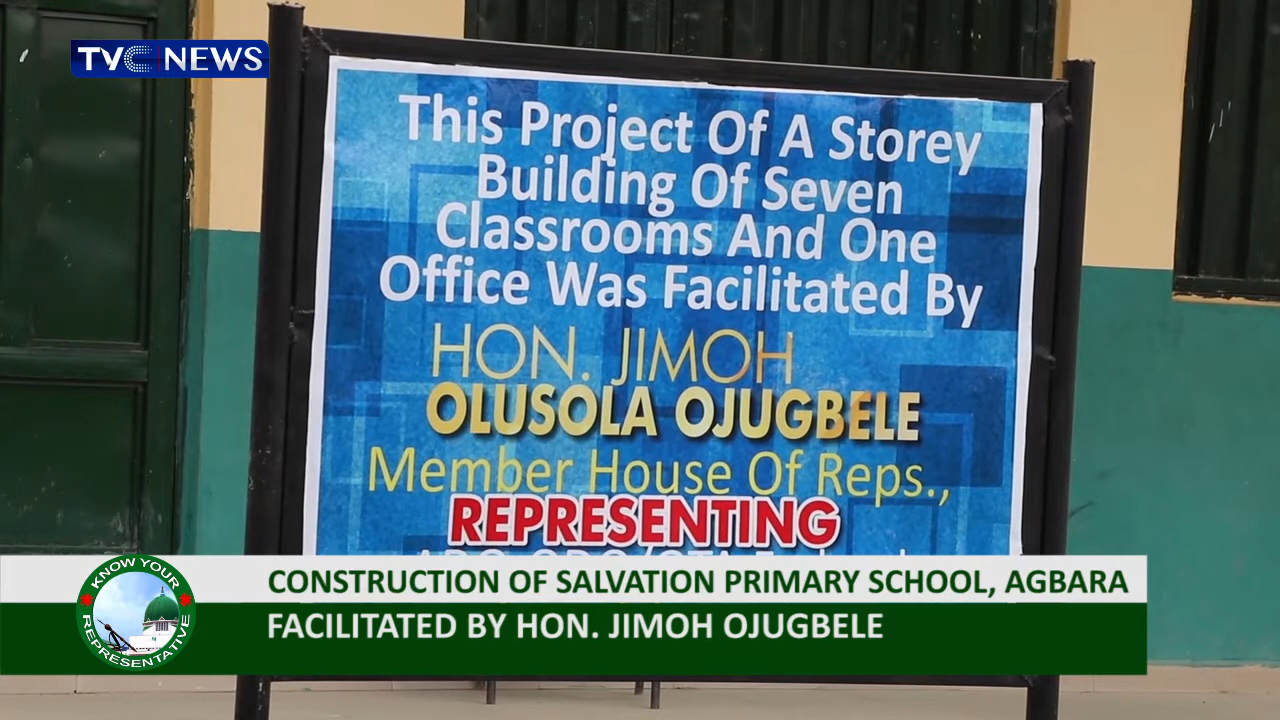 TVC NEWS
This Project Of A Storey
Building Of Seven
Classrooms And One
Office Was Facilitated By
HON. JIMOH
OLUSOLA OJUGBELE
Member House Of Reps.,
REPRESENTING
KNOW YOUR
REPRESENTATIVE
CONSTRUCTION OF SALVATION PRIMARY SCHOOL, AGBARA
FACILITATED BY HON. JIMOH OJUGBELE